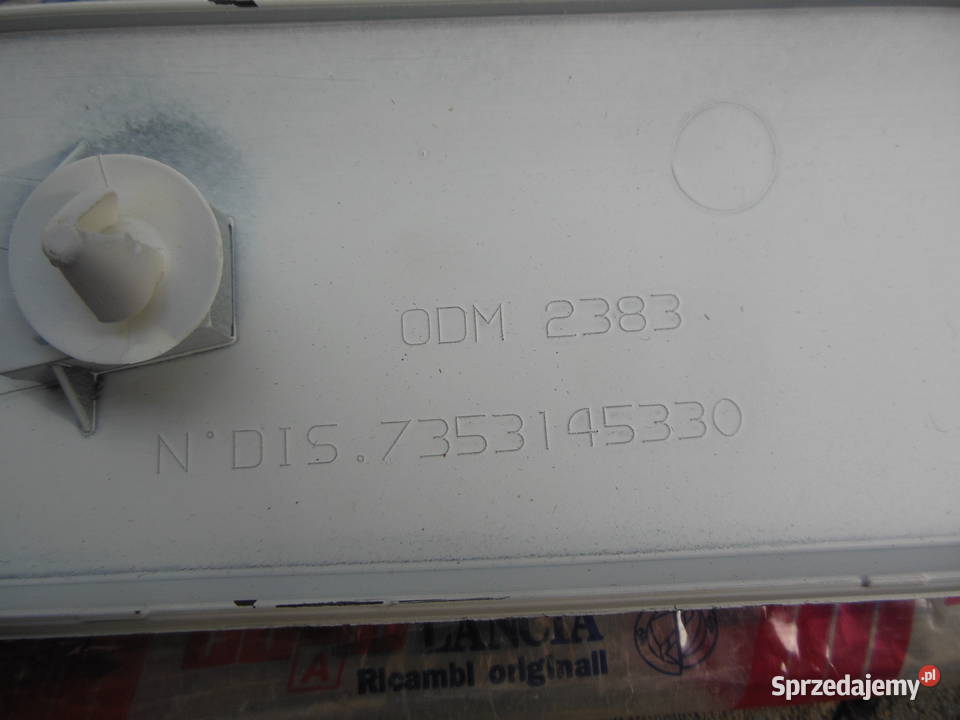 ODM 2383
N° DIS. 7353145330
LANCIA
A
Ricambi originali
Sprzedajemy.pl